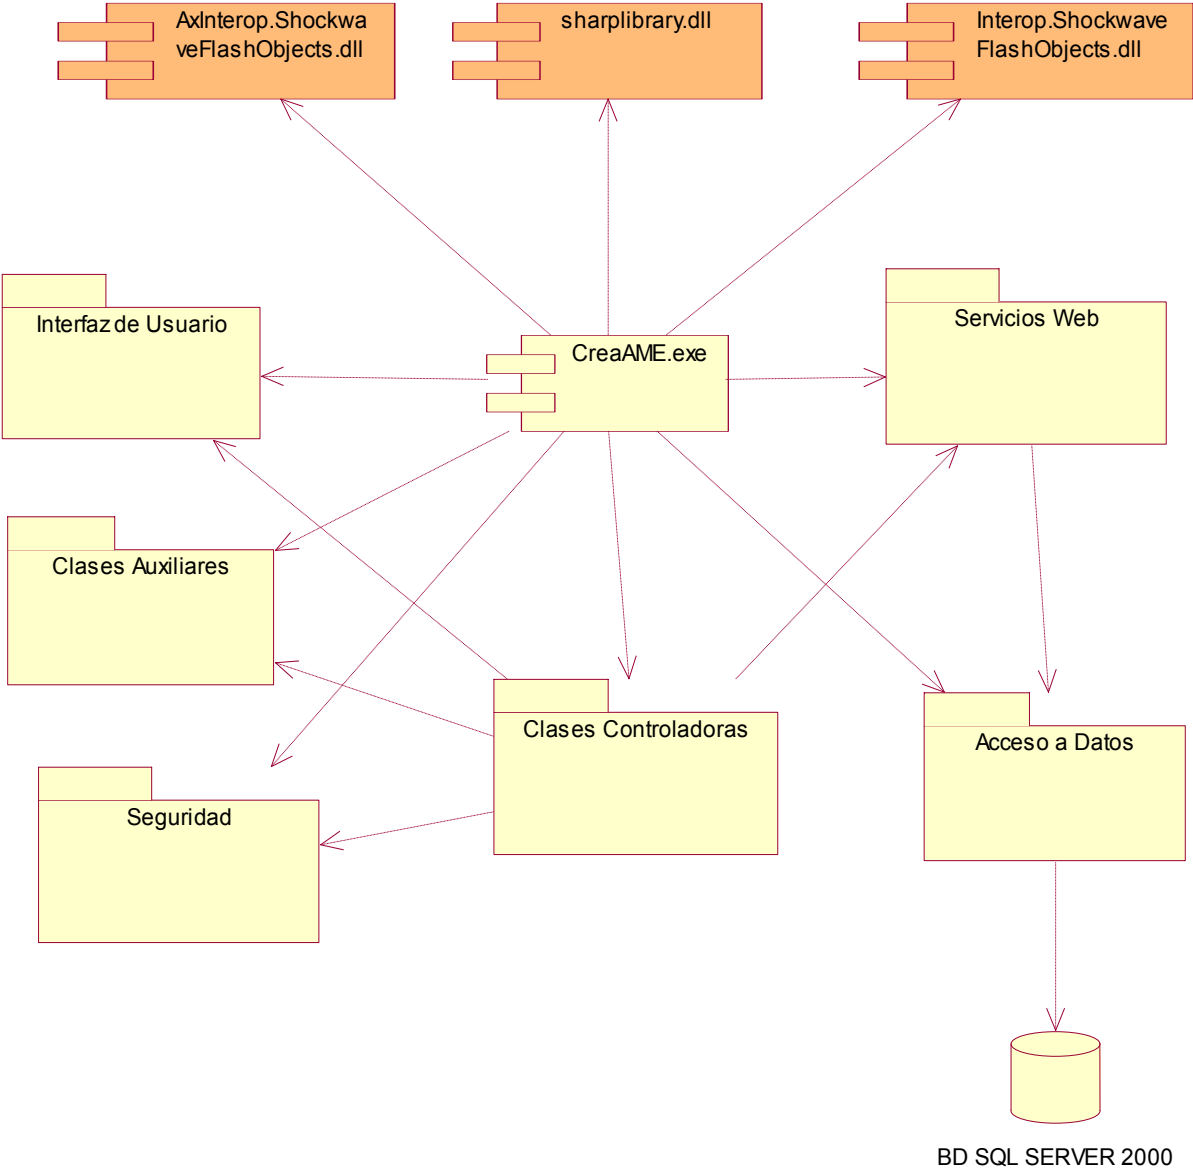 AxInterop.Shockwa
veFlashObjects.dll
sharplibrary.dll
Interop.Shockwave
FlashObjects.dll
Interfaz de Usuario
CreaAME.exe
Servicios Web
Clases Auxiliares
Clases Controladoras
Acceso a Datos
Seguridad
BD SQL SERVER 2000